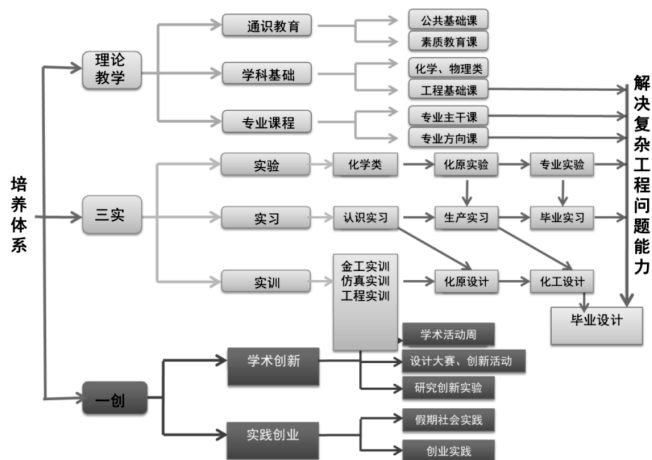 培养体系
理论
教学
通识教育
公共基础课
素质教育课
学科基础
化学、物理类
工程基础课
专业课程
专业主干课
专业方向课
三实
实验
化学类
化原实验
专业实验
实习
认识实习
生产实习
毕业实习
实训
金工实训
仿真实训
工程实训
化原设计
化工设计
毕业设计
解决复杂工程问题能力
一创
学术创新
学术活动周
设计大赛、创新活动
研究创新实验
实践创业
假期社会实践
创业实践